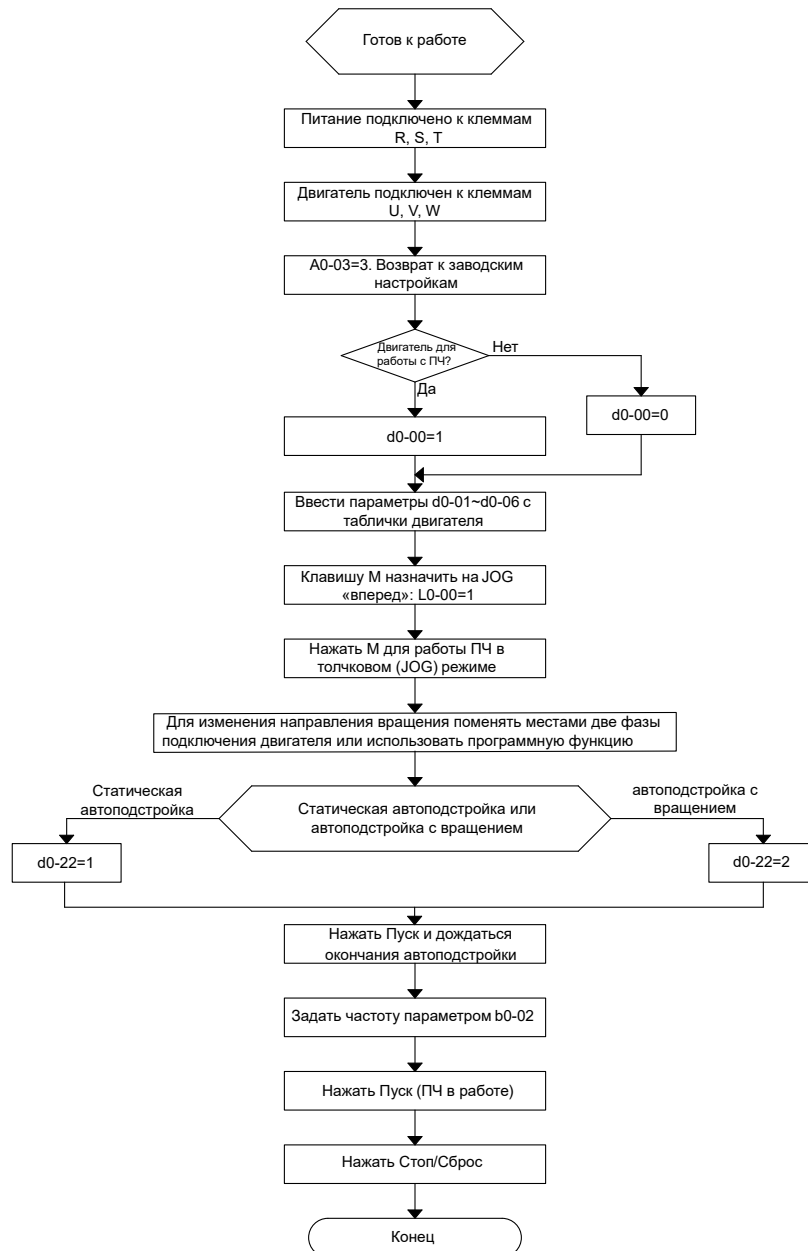 Готов к работе
Питание подключено к клеммам
R, S, T
Двигатель подключен к клеммам
U, V, W
A0-03=3. Возврат к заводским
настройкам
Двигатель для
работы с ПЧ?
Нет
Да
d0-00=0
d0-00=1
Ввести параметры d0-01~d0-06 с
таблички двигателя
Клавишу М назначить на JOG
«вперед»: L0-00=1
Нажать М для работы ПЧ в
толчковом (JOG) режиме
Для изменения направления вращения поменять местами две фазы
подключения двигателя или использовать программную функцию
Статическая
автоподстройка
Статическая автоподстройка или
автоподстройка с вращением
автоподстройка с
вращением
d0-22=1
d0-22=2
Нажать Пуск и дождаться
окончания автоподстройки
Задать частоту параметром b0-02
Нажать Пуск (ПЧ в работе)
Нажать Стоп/Сброс
Конец